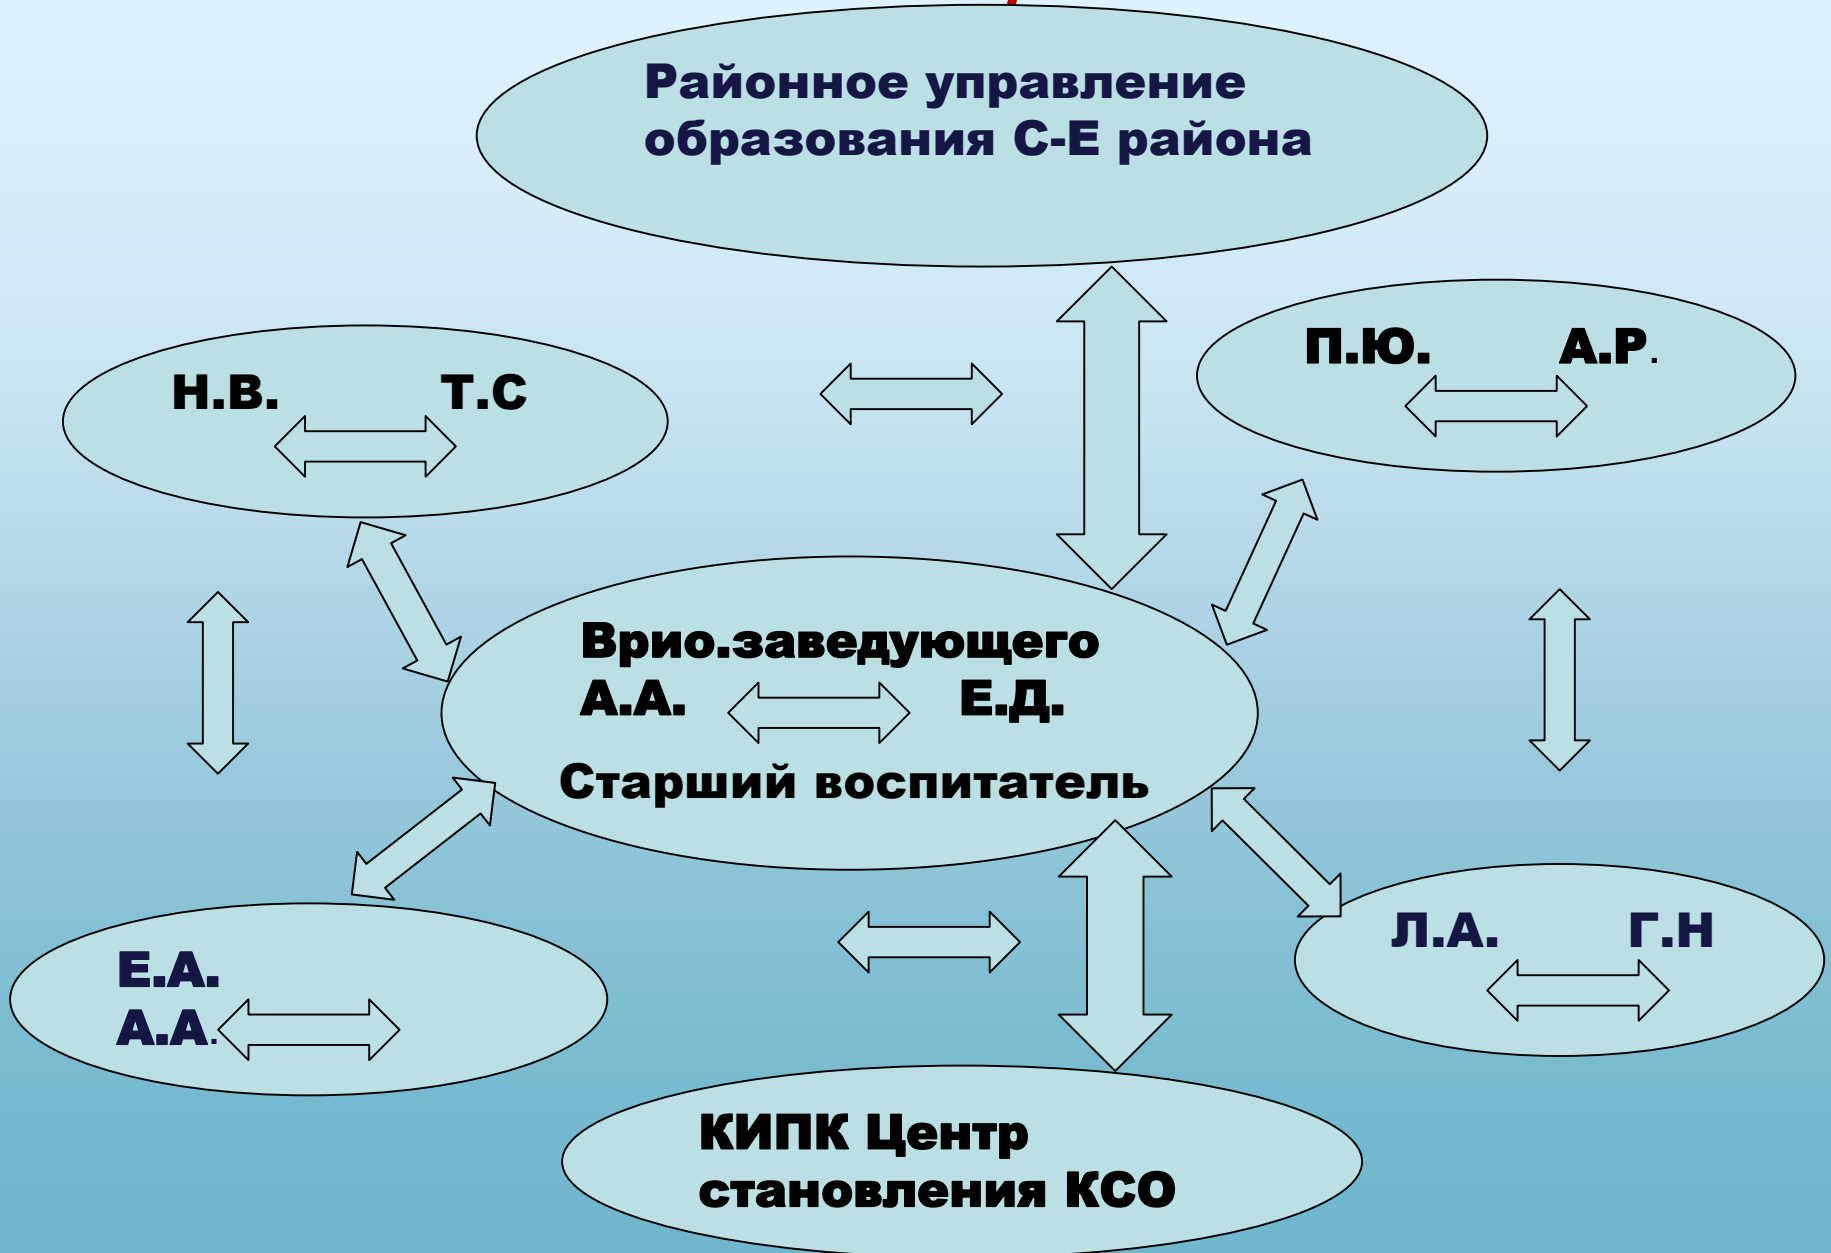 Районное управление
образования С-Е района
Н.В. Т.С
П.Ю. А.Р.
Врио.заведующего
А.А. Е.Д.
Старший воспитатель
Е.А.
А.А.
Л.А. Г.Н
КИПК Центр
становления КСО